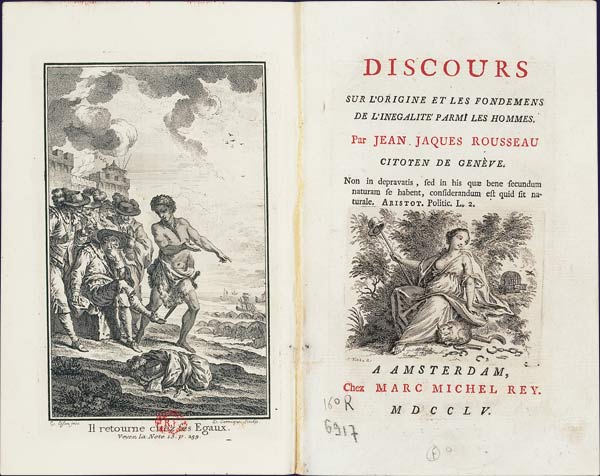 Il retourne chez ses Egaux.
Voyez la Note 13. p. 259.
DISCOURS
SUR L'ORIGINE ET LES FONDEMENS
DE L'INEGALITE PARMI LES HOMMES.
Par JEAN JAQUES ROUSSEAU
CITOYEN DE GENÈVE.
Non in depravatis, sed in his quæ bene secundum
naturam se habent, considerandum est quid sit na-
turale. ARISTOT. Politic. L. 2.
A AMSTERDAM,
Chez MARC MICHEL REY.
MDCCLV.
160 R
6917